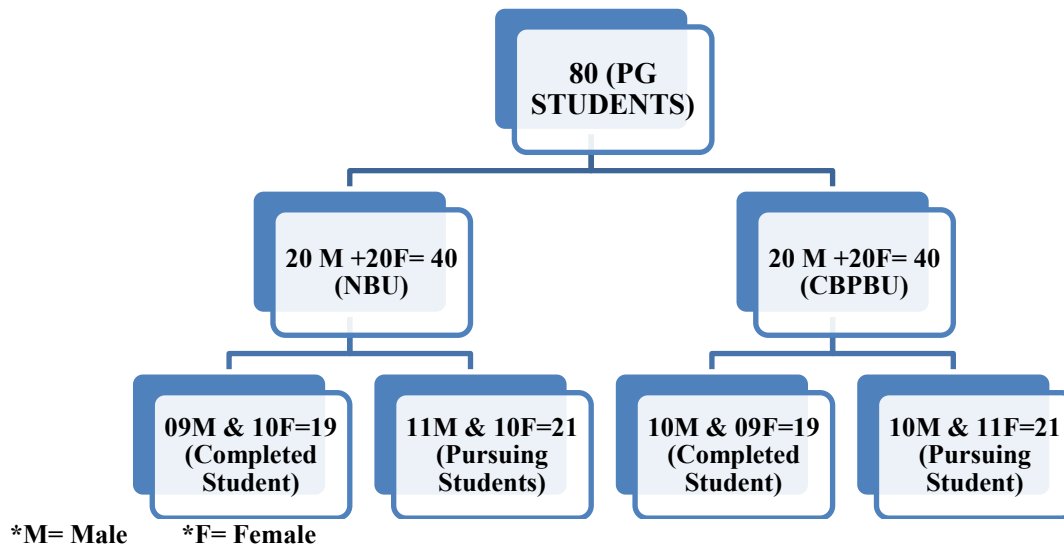 80 (PG
STUDENTS)
20 M +20F= 40
(NBU)
20 M +20F= 40
(CBPBU)
09M & 10F=19
(Completed
Student)
11M & 10F=21
(Pursuing
Students)
10M & 09F=19
(Completed
Student)
10M & 11F=21
(Pursuing
Student)
*M= Male *F= Female